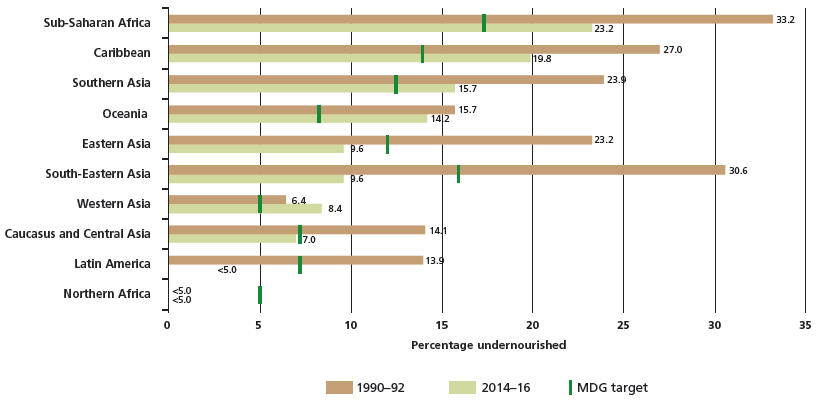 Sub-Saharan Africa
33.2
23.2
Caribbean
27.0
19.8
Southern Asia
23.9
15.7
Oceania
15.7
14.2
Eastern Asia
23.2
9.6
South-Eastern Asia
30.6
9.6
Western Asia
6.4
8.4
Caucasus and Central Asia
14.1
7.0
Latin America
13.9
<5.0
Northern Africa
<5.0
<5.0
0 5 10 15 20 25 30 35
Percentage undernourished
1990–92 2014–16 MDG target